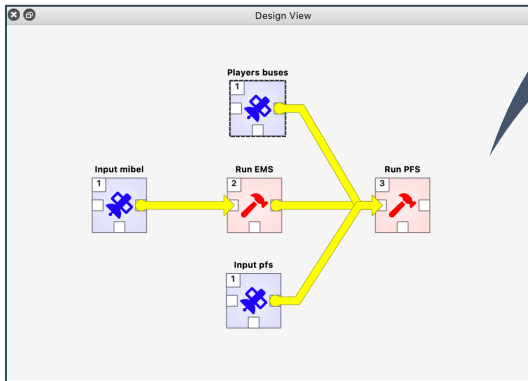 Design View
Players buses
1
Input mibel
1
Run EMS
2
Run PFS
3
Input pfs
1